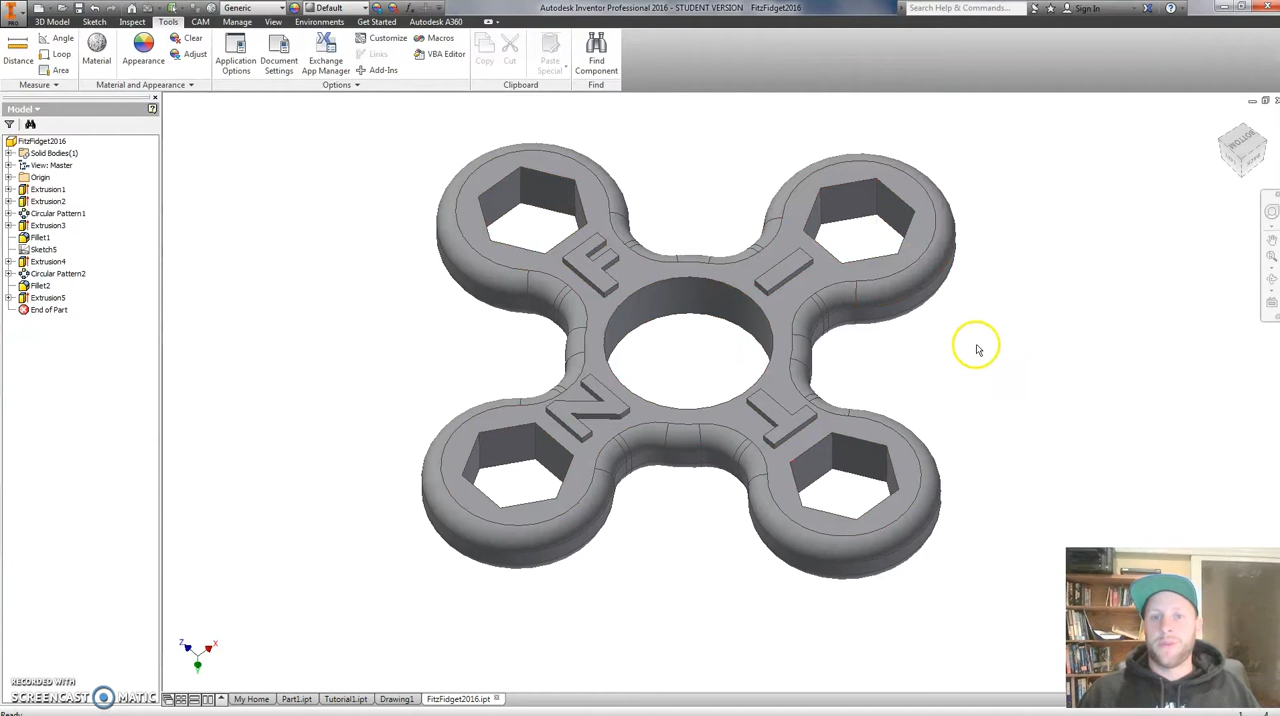 Generic
Default
Autodesk Inventor Professional 2016 - STUDENT VERSION FitzFidget2016
Search Help & Commands...
Sign In
PRO
3D Model Sketch Inspect Tools CAM Manage View Environments Get Started Autodesk A360
Distance
Angle
Loop
Area
Measure
Material
Appearance
Clear
Adjust
Material and Appearance
Application Options
Document Settings
Exchange App Manager
Customize
Links
Add-Ins
Macros
VBA Editor
Options
Copy
Cut
Paste Special
Clipboard
Find Component
Find
Model
FitzFidget2016
Solid Bodies(1)
View: Master
Origin
Extrusion1
Extrusion2
Circular Pattern1
Extrusion3
Fillet1
Sketch5
Extrusion4
Circular Pattern2
Fillet2
Extrusion5
End of Part
BOTTOM
F
I
T
N
Z
X
Y
RECORDED WITH
SCREENCAST MATIC
My Home
Part1.ipt
Tutorial1.ipt
Drawing1
FitzFidget2016.ipt
Ready